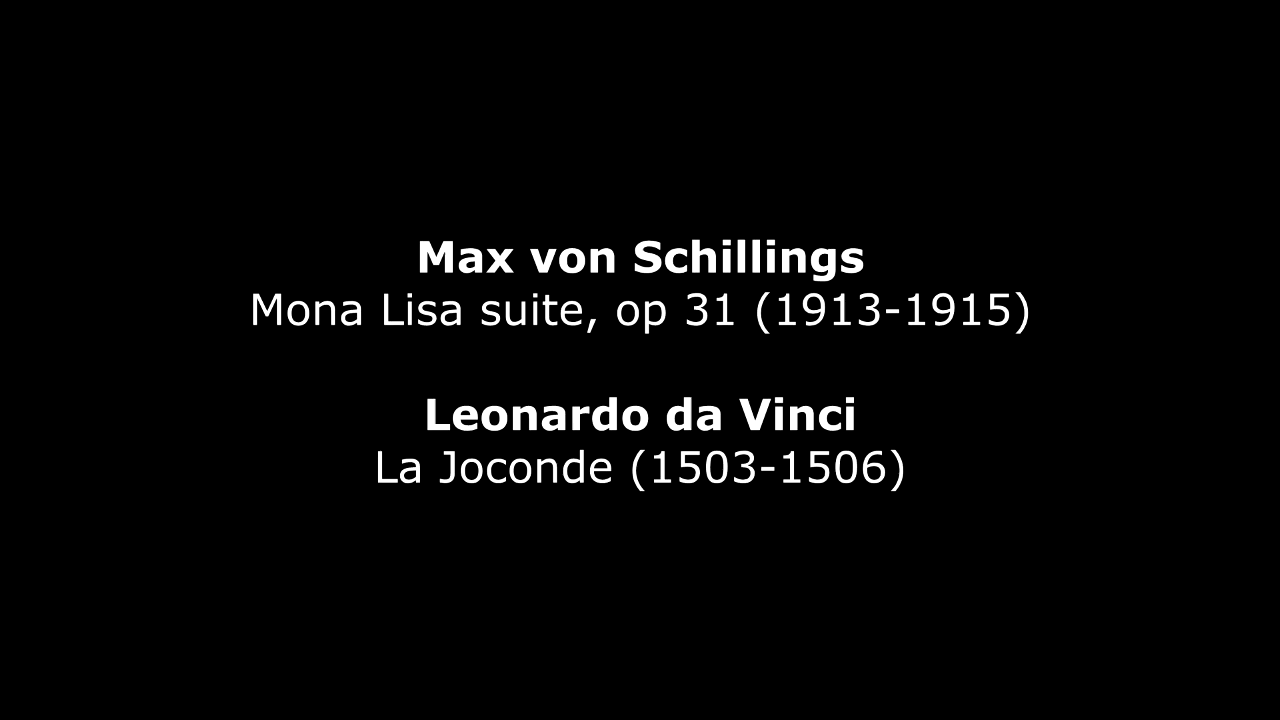 Max von Schillings
Mona Lisa suite, op 31 (1913-1915)
Leonardo da Vinci
La Joconde (1503-1506)